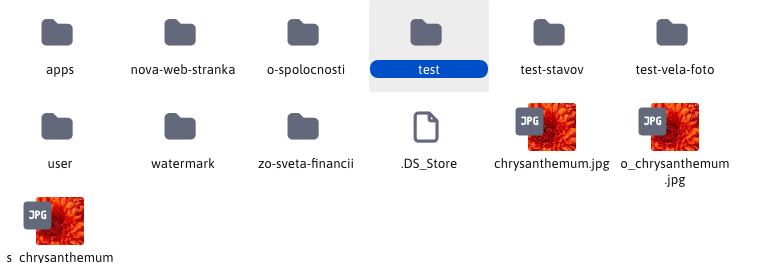 apps
nova-web-stranka
o-spolocnosti
test
test-stavov
test-vela-foto
user
watermark
zo-sveta-financii
.DS_Store
JPG
chrysanthemum.jpg
JPG
o_chrysanthemum
.jpg
JPG
s_chrysanthemum